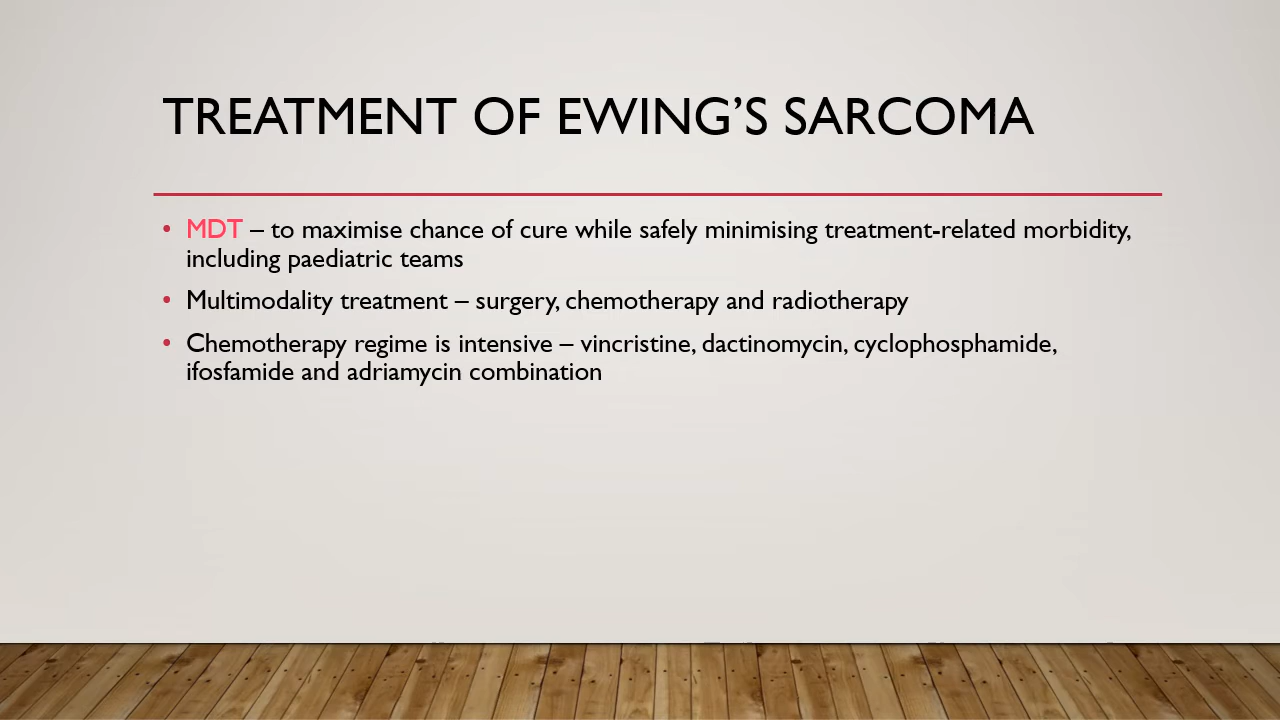 TREATMENT OF EWING’S SARCOMA
• MDT – to maximise chance of cure while safely minimising treatment-related morbidity,
including paediatric teams
• Multimodality treatment – surgery, chemotherapy and radiotherapy
• Chemotherapy regime is intensive – vincristine, dactinomycin, cyclophosphamide,
ifosfamide and adriamycin combination